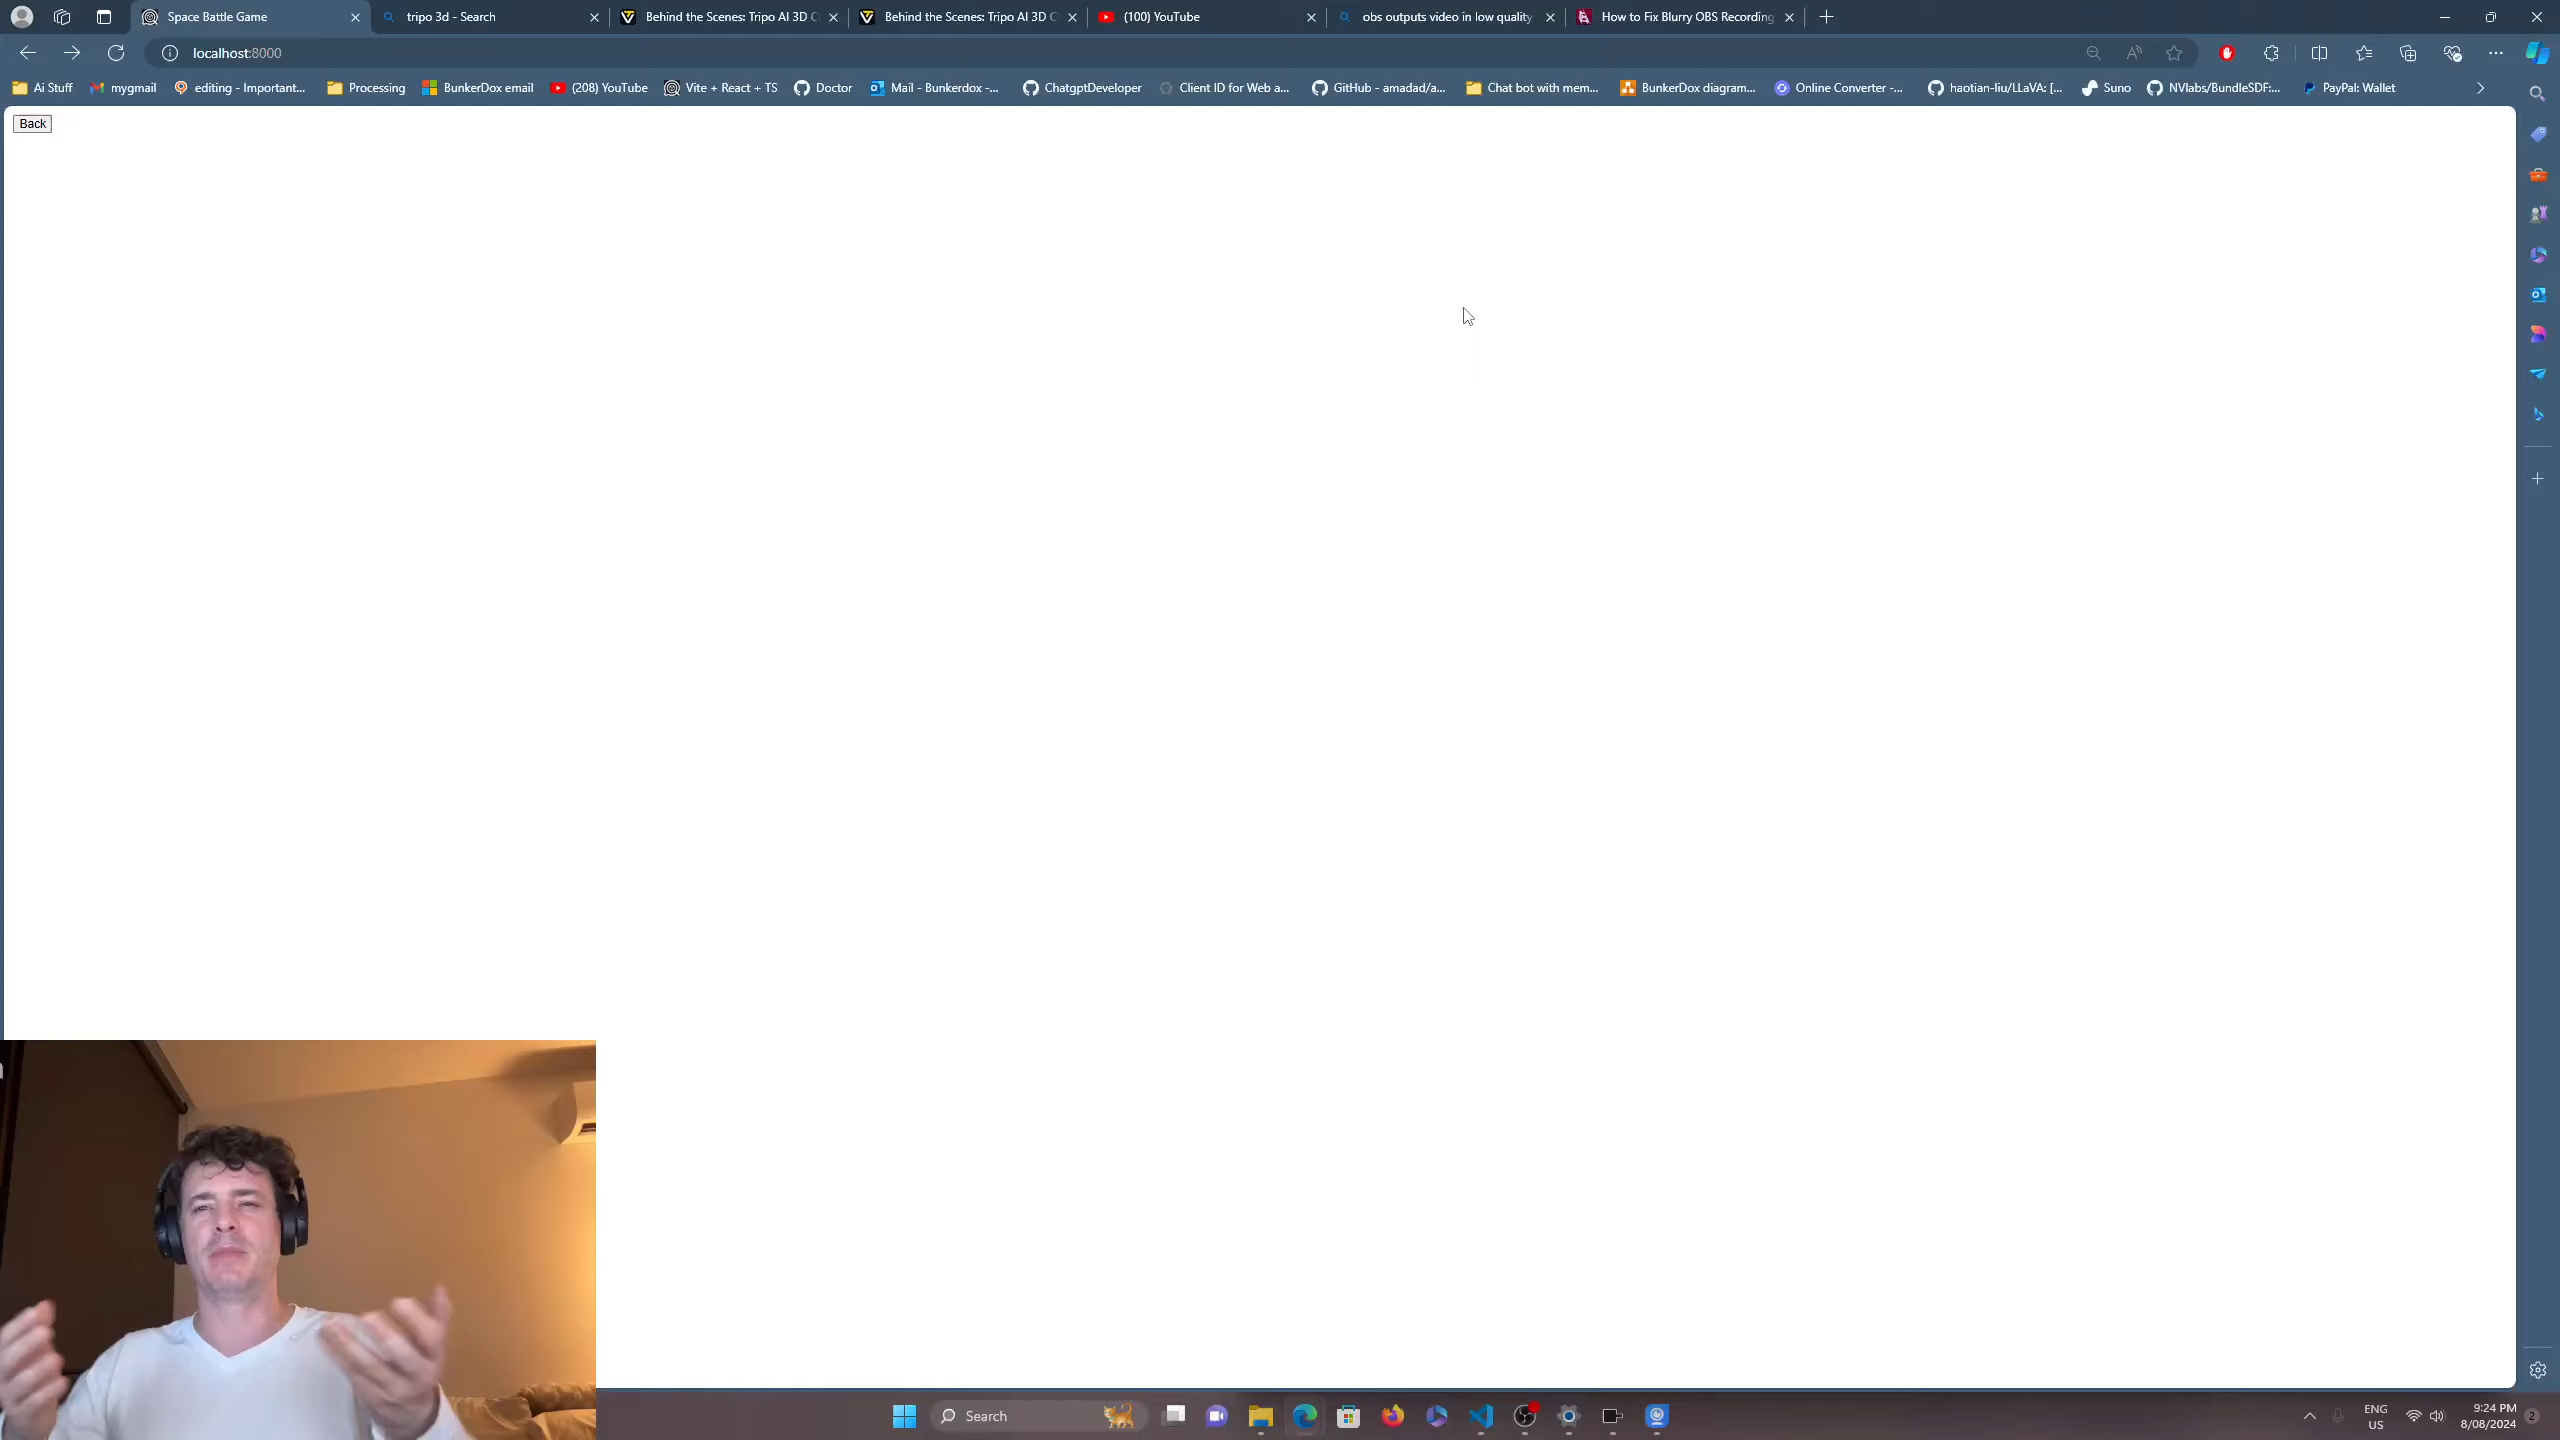 Space Battle Game
tripo 3d - Search
Behind the Scenes: Tripo AI 3D C
Behind the Scenes: Tripo AI 3D C
(100) YouTube
obs outputs video in low quality
How to Fix Blurry OBS Recording
localhost:8000
Ai Stuff
mygmail
editing - Important...
Processing
BunkerDox email
(208) YouTube
Vite + React + TS
Doctor
Mail - Bunkerdox -...
ChatgptDeveloper
Client ID for Web a...
GitHub - amadad/a...
Chat bot with mem...
BunkerDox diagram...
Online Converter -...
haotian-liu/LLaVA: [...
Suno
NVlabs/BundleSDF:...
PayPal: Wallet
Back
Search
ENG
US
9:24 PM
8/08/2024
2